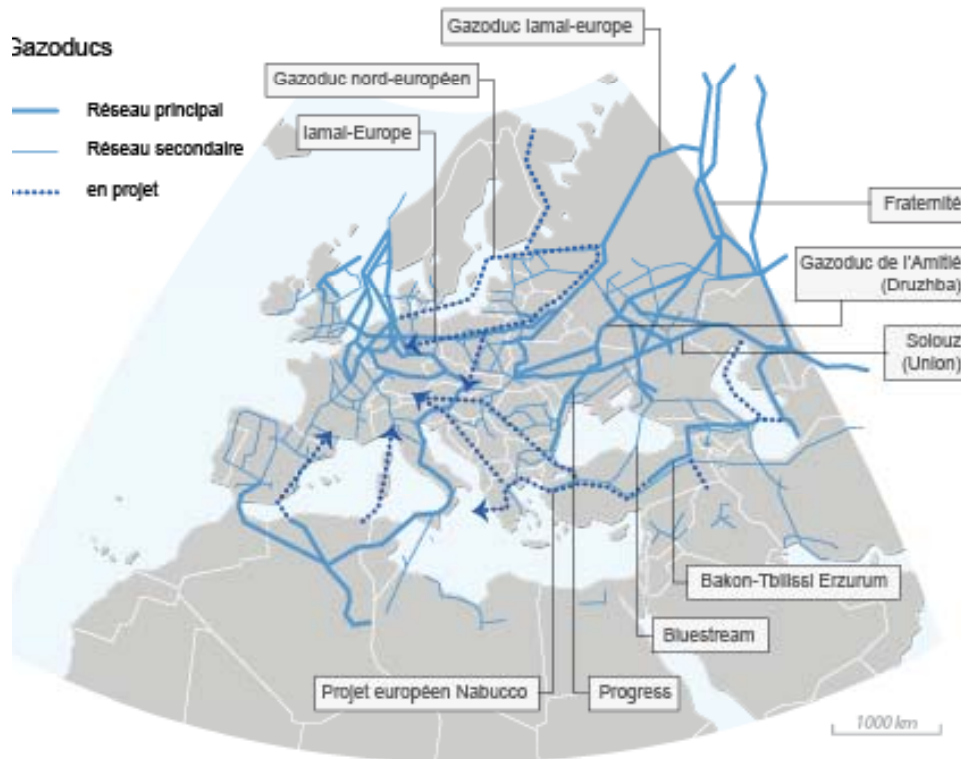 Gazoducs
Réseau principal
Réseau secondaire
en projet
Gazoduc Iamal-europe
Gazoduc nord-européen
Iamal-Europe
Fraternité
Gazoduc de l'Amitié
(Druzhba)
Solouz
(Union)
Bakon-Tbilissi Erzurum
Bluestream
Projet européen Nabucco
Progress
1000 km